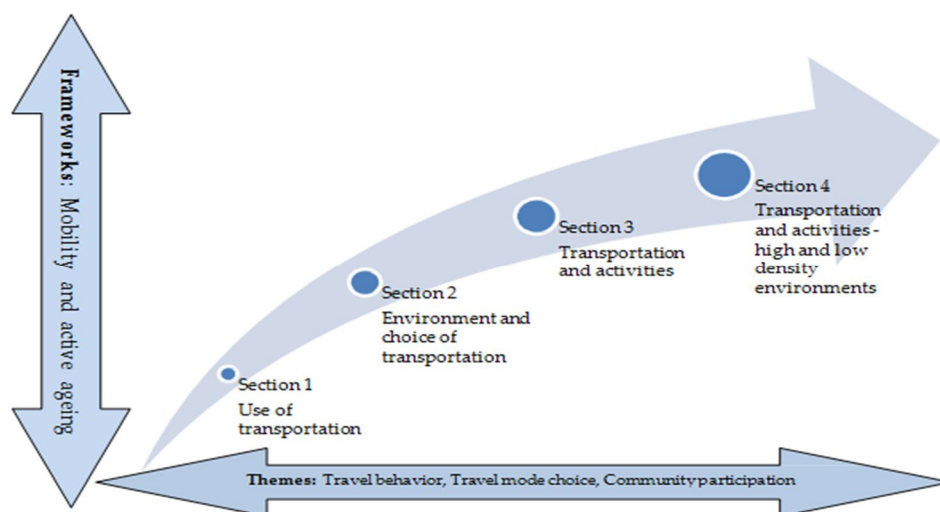 Frameworks: Mobility and active ageing
Section 1
Use of
transportation
Section 2
Environment and
choice of
transportation
Section 3
Transportation
and activities
Section 4
Transportation
and activities -
high and low
density
environments
Themes: Travel behavior, Travel mode choice, Community participation